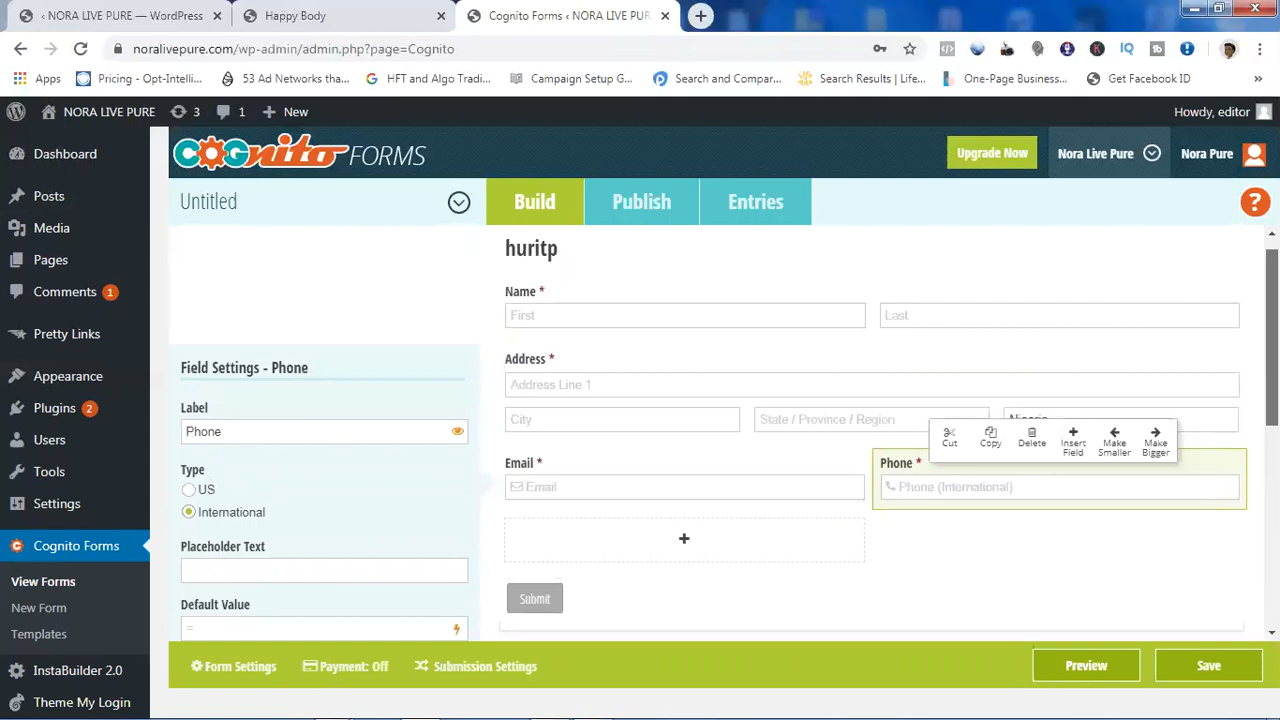 ‹ NORA LIVE PURE — WordPress
Happy Body
Cognito Forms ‹ NORA LIVE PURE
noralivepure.com/wp-admin/admin.php?page=Cognito
Apps
Pricing - Opt-Intelli...
53 Ad Networks tha...
HFT and Algo Tradi...
Campaign Setup G...
Search and Compar...
Search Results | Life...
One-Page Business...
Get Facebook ID
»
NORA LIVE PURE
3
1
New
Howdy, editor
COGNITO FORMS
Upgrade Now
Nora Live Pure
Nora Pure
Untitled
Build
Publish
Entries
?
Dashboard
Posts
Media
Pages
Comments 1
Pretty Links
Appearance
Plugins 2
Users
Tools
Settings
Cognito Forms
View Forms
New Form
Templates
InstaBuilder 2.0
Theme My Login
Field Settings - Phone
Label
Phone
Type
US
International
Placeholder Text
Default Value
=
huritp
Name *
First
Last
Address *
Address Line 1
City
State / Province / Region
Nigeria
Cut
Copy
Delete
Insert Field
Make Smaller
Make Bigger
Email *
Phone *
Email
Phone (International)
+
Submit
Form Settings
Payment: Off
Submission Settings
Preview
Save